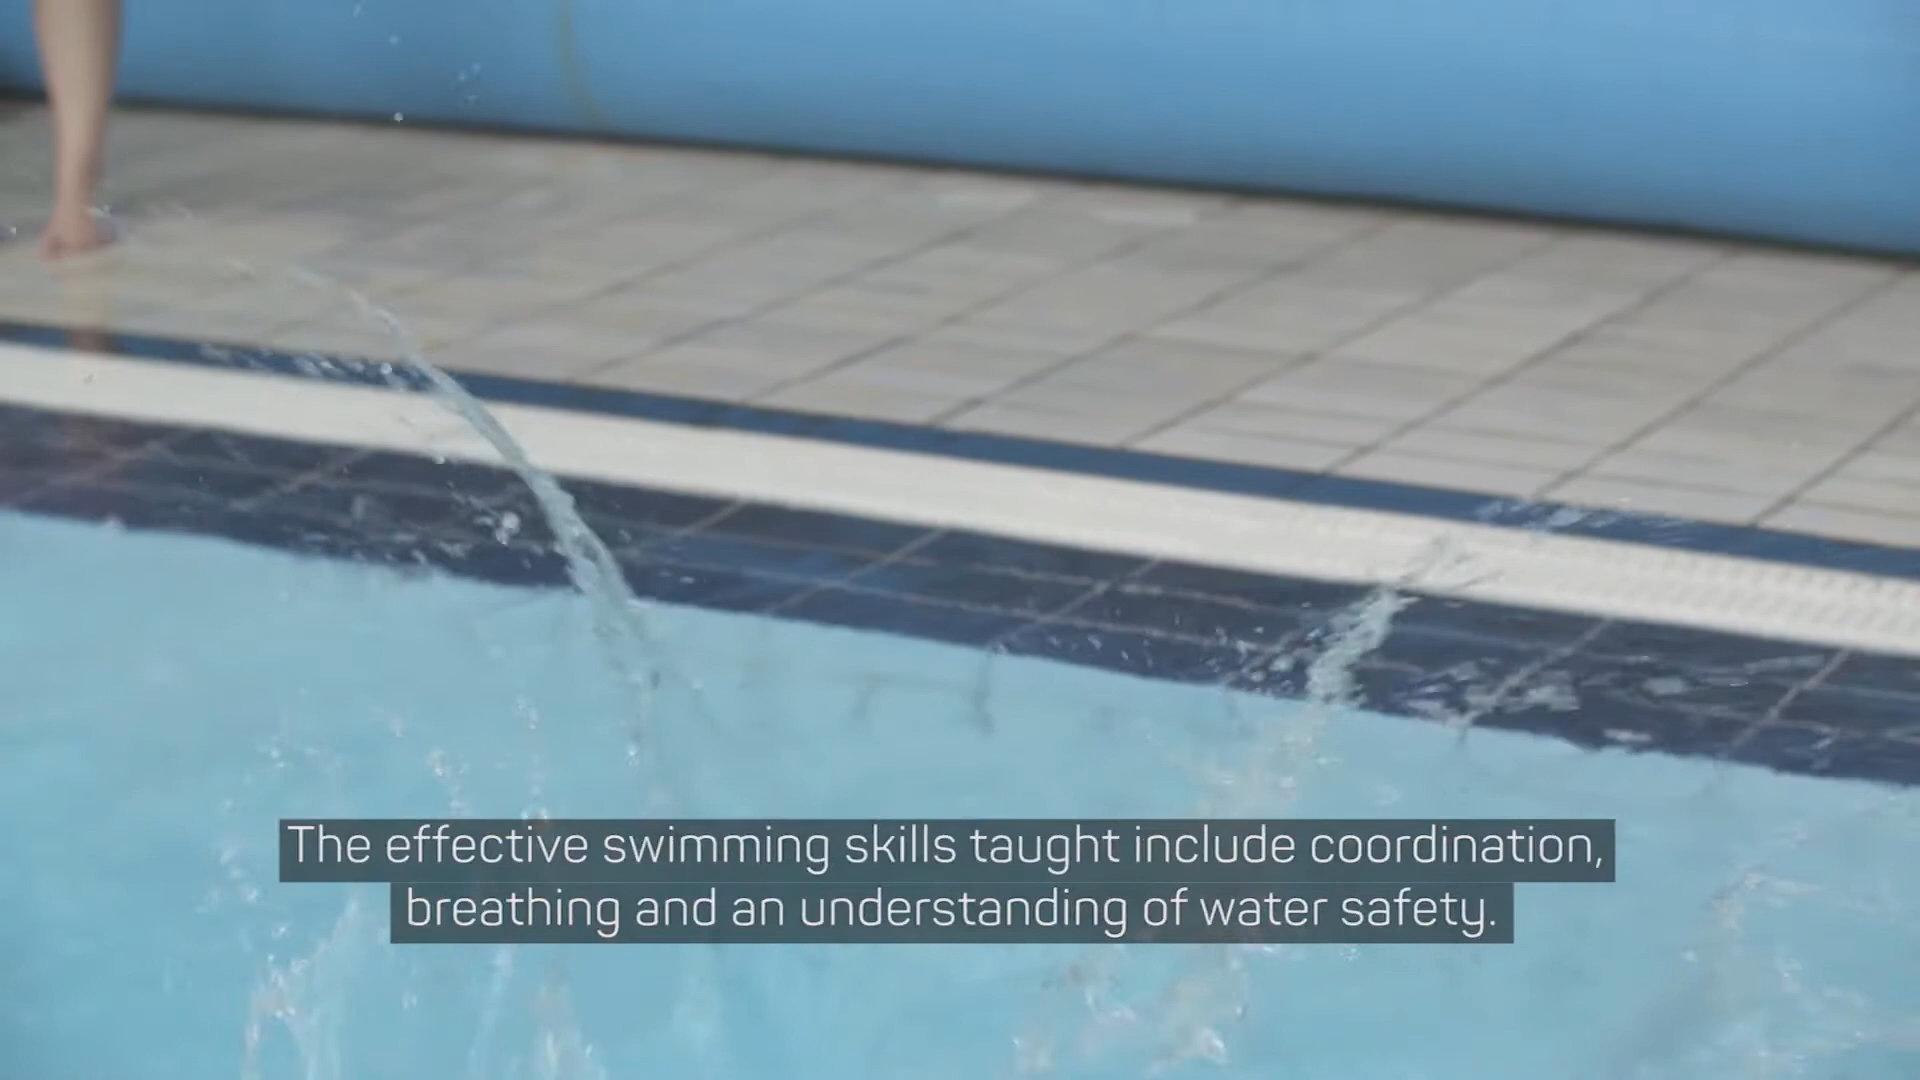 The effective swimming skills taught include coordination,
breathing and an understanding of water safety.